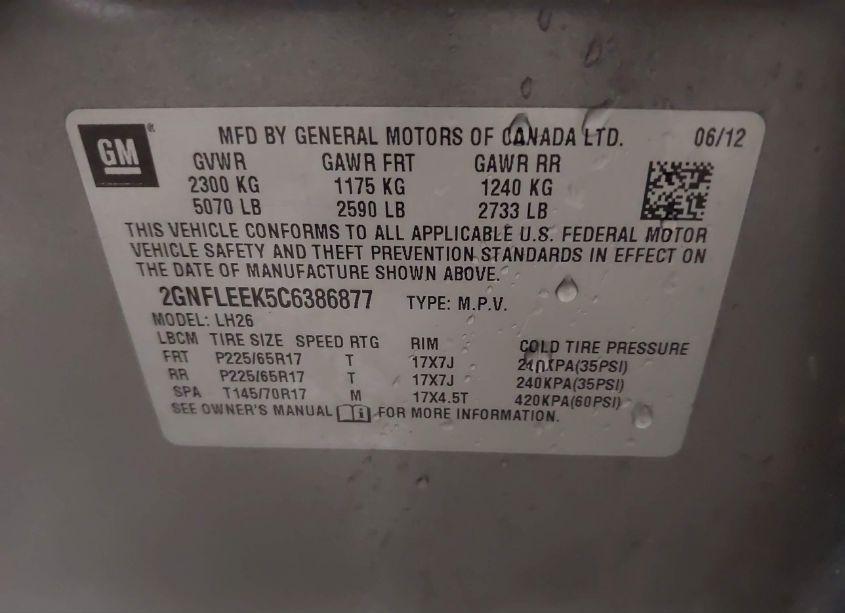 GM ® MFD BY GENERAL MOTORS OF CANADA LTD. 06/12
GVWR GAWR FRT GAWR RR
2300 KG 1175 KG 1240 KG
5070 LB 2590 LB 2733 LB
THIS VEHICLE CONFORMS TO ALL APPLICABLE U.S. FEDERAL MOTOR
VEHICLE SAFETY AND THEFT PREVENTION STANDARDS IN EFFECT ON
THE DATE OF MANUFACTURE SHOWN ABOVE.
2GNFLEEK5C6386877 TYPE: M.P.V.
MODEL: LH26
LBCM TIRE SIZE SPEED RTG RIM COLD TIRE PRESSURE
FRT P225/65R17 T 17X7J 240KPA(35PSI)
RR P225/65R17 T 17X7J 240KPA(35PSI)
SPA T145/70R17 M 17X4.5T 420KPA(60PSI)
SEE OWNER'S MANUAL i FOR MORE INFORMATION.